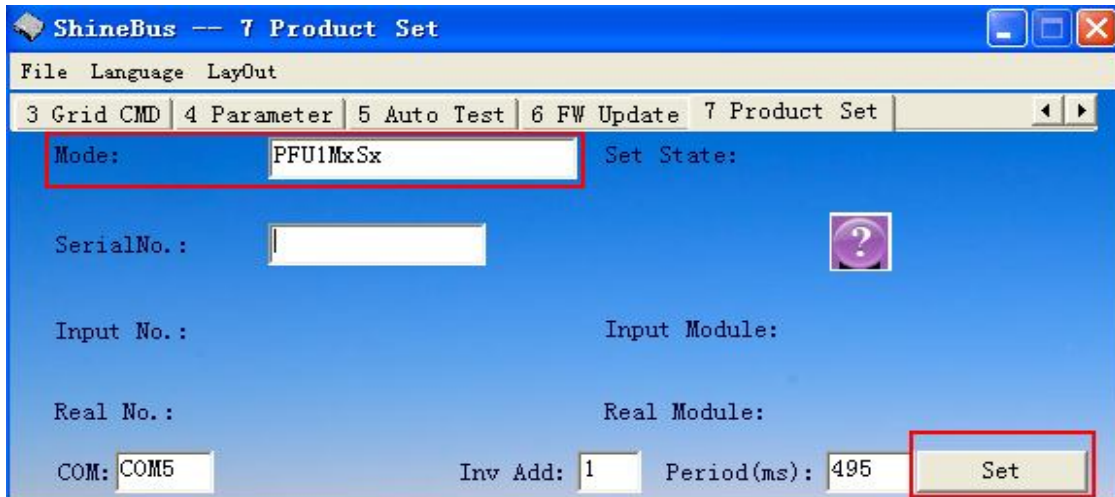 ShineBus -- 7 Product Set
File Language LayOut
3 Grid CMD 4 Parameter 5 Auto Test 6 FW Update 7 Product Set
Mode: PFU1MxSx Set State:
SerialNo.: ?
Input No.: Input Module:
Real No.: Real Module:
COM: COM5 Inv Add: 1 Period(ms): 495 Set